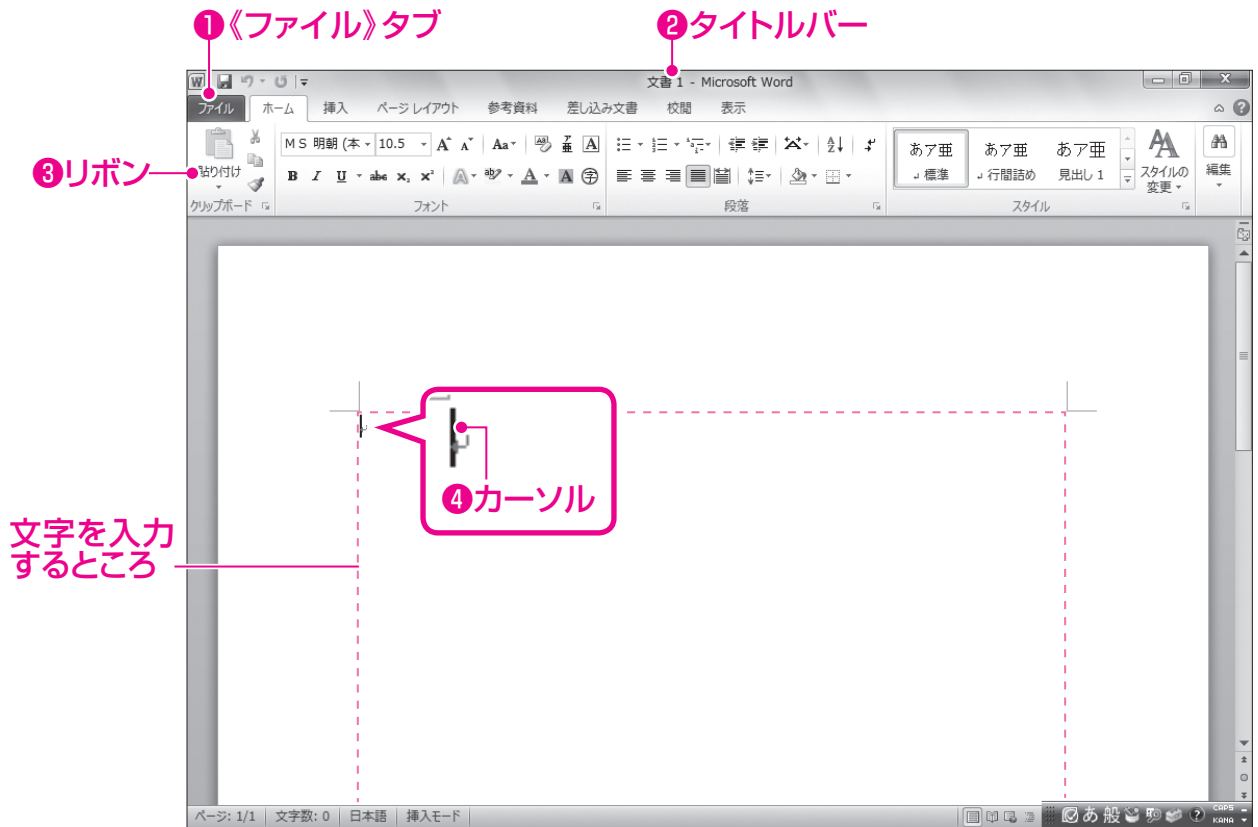 ❶《ファイル》タブ
❷タイトルバー
文書 1 - Microsoft Word
ファイル ホーム 挿入 ページ レイアウト 参考資料 差し込み文書 校閲 表示
❸リボン
貼り付け
ＭＳ 明朝 (本 10.5
あア亜 あア亜 あア亜
標準 行間詰め 見出し 1
スタイルの
変更
編集
クリップボード フォント 段落 スタイル
❹カーソル
文字を入力
するところ
ページ: 1/1 文字数: 0 日本語 挿入モード
あ 般 CAPS
KANA